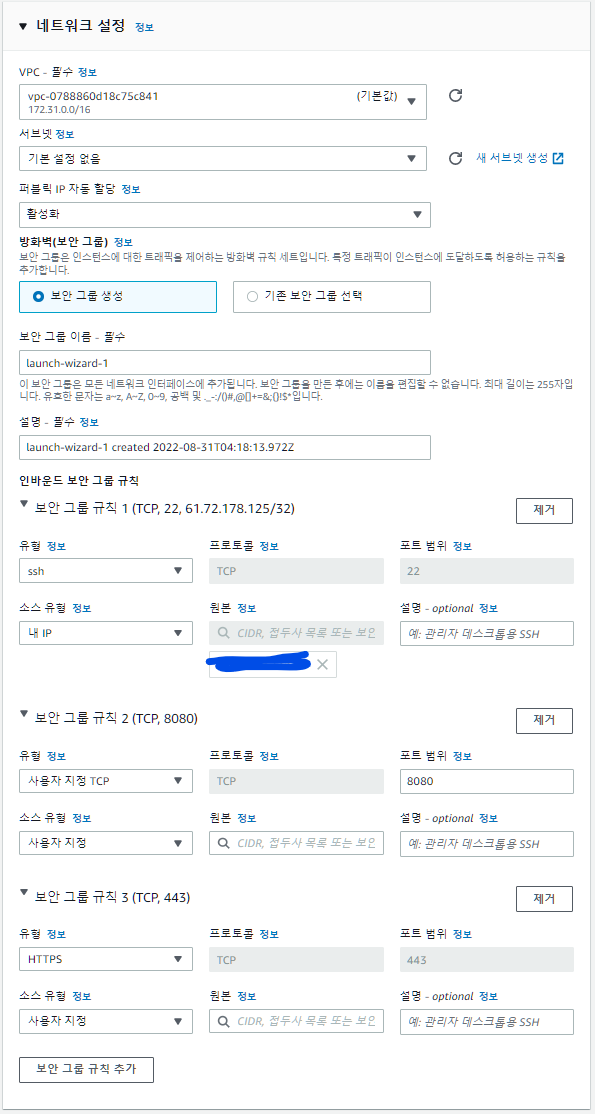 네트워크 설정 정보
VPC - 필수 정보
vpc-0788860d18c75c841 (기본값)
172.31.0.0/16
서브넷 정보
기본 설정 없음 새 서브넷 생성
퍼블릭 IP 자동 할당 정보
활성화
방화벽(보안 그룹) 정보
보안 그룹은 인스턴스에 대한 트래픽을 제어하는 방화벽 규칙 세트입니다. 특정 트래픽이 인스턴스에 도달하도록 허용하는 규칙을
추가합니다.
보안 그룹 생성 기존 보안 그룹 선택
보안 그룹 이름 - 필수
launch-wizard-1
이 보안 그룹은 모든 네트워크 인터페이스에 추가됩니다. 보안 그룹을 만든 후에는 이름을 편집할 수 없습니다. 최대 길이는 255자입
니다. 유효한 문자는 a~z, A~Z, 0~9, 공백 및 ._-:/()#,@[]+=&;{}!$*입니다.
설명 - 필수 정보
launch-wizard-1 created 2022-08-31T04:18:13.972Z
인바운드 보안 그룹 규칙
보안 그룹 규칙 1 (TCP, 22, 61.72.178.125/32) 제거
유형 정보 프로토콜 정보 포트 범위 정보
ssh TCP 22
소스 유형 정보 원본 정보 설명 - optional 정보
내 IP CIDR, 접두사 목록 또는 보안 예: 관리자 데스크톱용 SSH
보안 그룹 규칙 2 (TCP, 8080) 제거
유형 정보 프로토콜 정보 포트 범위 정보
사용자 지정 TCP TCP 8080
소스 유형 정보 원본 정보 설명 - optional 정보
사용자 지정 CIDR, 접두사 목록 또는 보안 예: 관리자 데스크톱용 SSH
보안 그룹 규칙 3 (TCP, 443) 제거
유형 정보 프로토콜 정보 포트 범위 정보
HTTPS TCP 443
소스 유형 정보 원본 정보 설명 - optional 정보
사용자 지정 CIDR, 접두사 목록 또는 보안 예: 관리자 데스크톱용 SSH
보안 그룹 규칙 추가